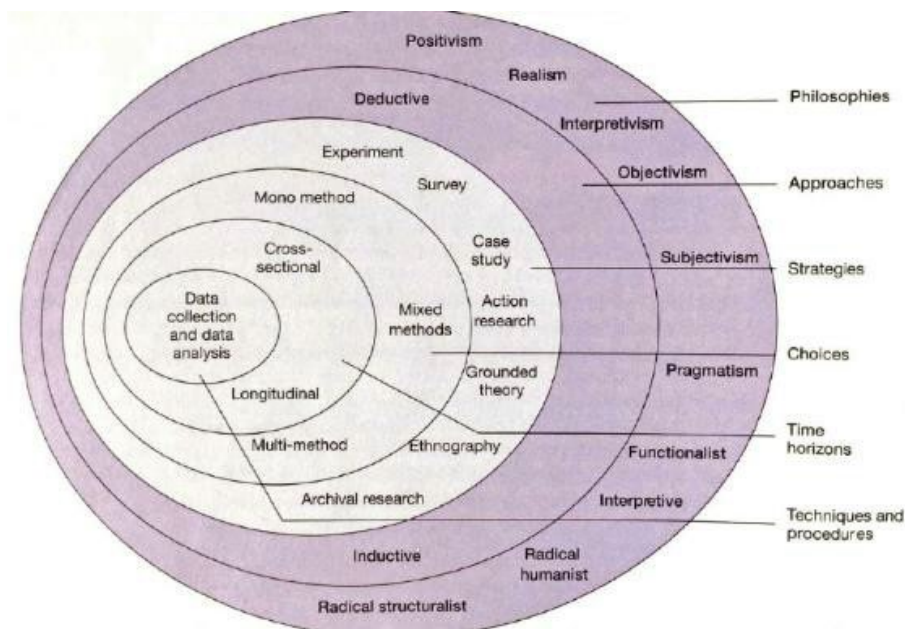 Positivism
Realism
Philosophies
Deductive
Interpretivism
Experiment
Objectivism
Approaches
Survey
Mono method
Cross-
sectional
Case
study
Subjectivism
Strategies
Data
collection
and data
analysis
Mixed
methods
Action
research
Choices
Grounded
theory
Pragmatism
Longitudinal
Time
horizons
Multi-method
Ethnography
Functionalist
Archival research
Interpretive
Techniques and
procedures
Inductive
Radical
humanist
Radical structuralist